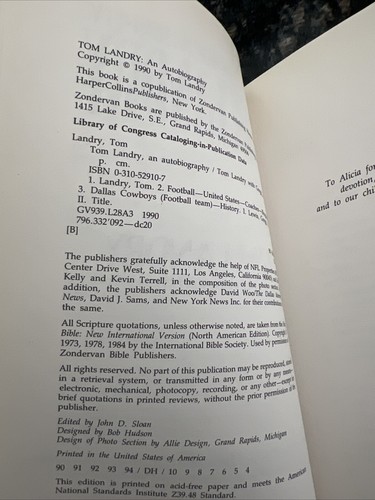 TOM LANDRY: An Autobiography
Copyright © 1990 by Tom Landry
This book is a copublication of Zondervan Publishing
HarperCollinsPublishers, New York.
Zondervan Books are published by the Zondervan
1415 Lake Drive, S.E., Grand Rapids, Michigan
Library of Congress Cataloging-in-Publication Data
Landry, Tom
Tom Landry, an autobiography / Tom Landry with
p. cm.
ISBN 0-310-52910-7
1. Landry, Tom. 2. Football—United States—Coaches
3. Dallas Cowboys (Football team)—History. I.
II. Title.
GV939.L28A3 1990
796.332'092—dc20
[B]
The publishers gratefully acknowledge the help of NFL Properties
Center Drive West, Suite 1111, Los Angeles, California
Kelly and Kevin Terrell, in the composition of the photo
addition, the publishers acknowledge David Woo/The Dallas
News, David J. Sams, and New York News Inc. for their
the same.
All Scripture quotations, unless otherwise noted, are taken from the
Bible: New International Version (North American Edition). Copyright
1973, 1978, 1984 by the International Bible Society. Used by
Zondervan Bible Publishers.
All rights reserved. No part of this publication may be reproduced,
in a retrieval system, or transmitted in any form or by any
electronic, mechanical, photocopy, recording, or any other—except
brief quotations in printed reviews, without the prior permission
publisher.
Edited by John D. Sloan
Designed by Bob Hudson
Design of Photo Section by Allie Design, Grand Rapids, Michigan
Printed in the United States of America
90 91 92 93 94 / DH / 10 9 8 7 6 5 4
This edition is printed on acid-free paper and meets the American
National Standards Institute Z39.48 Standard.
To Alicia for
devotion,
and to our chi